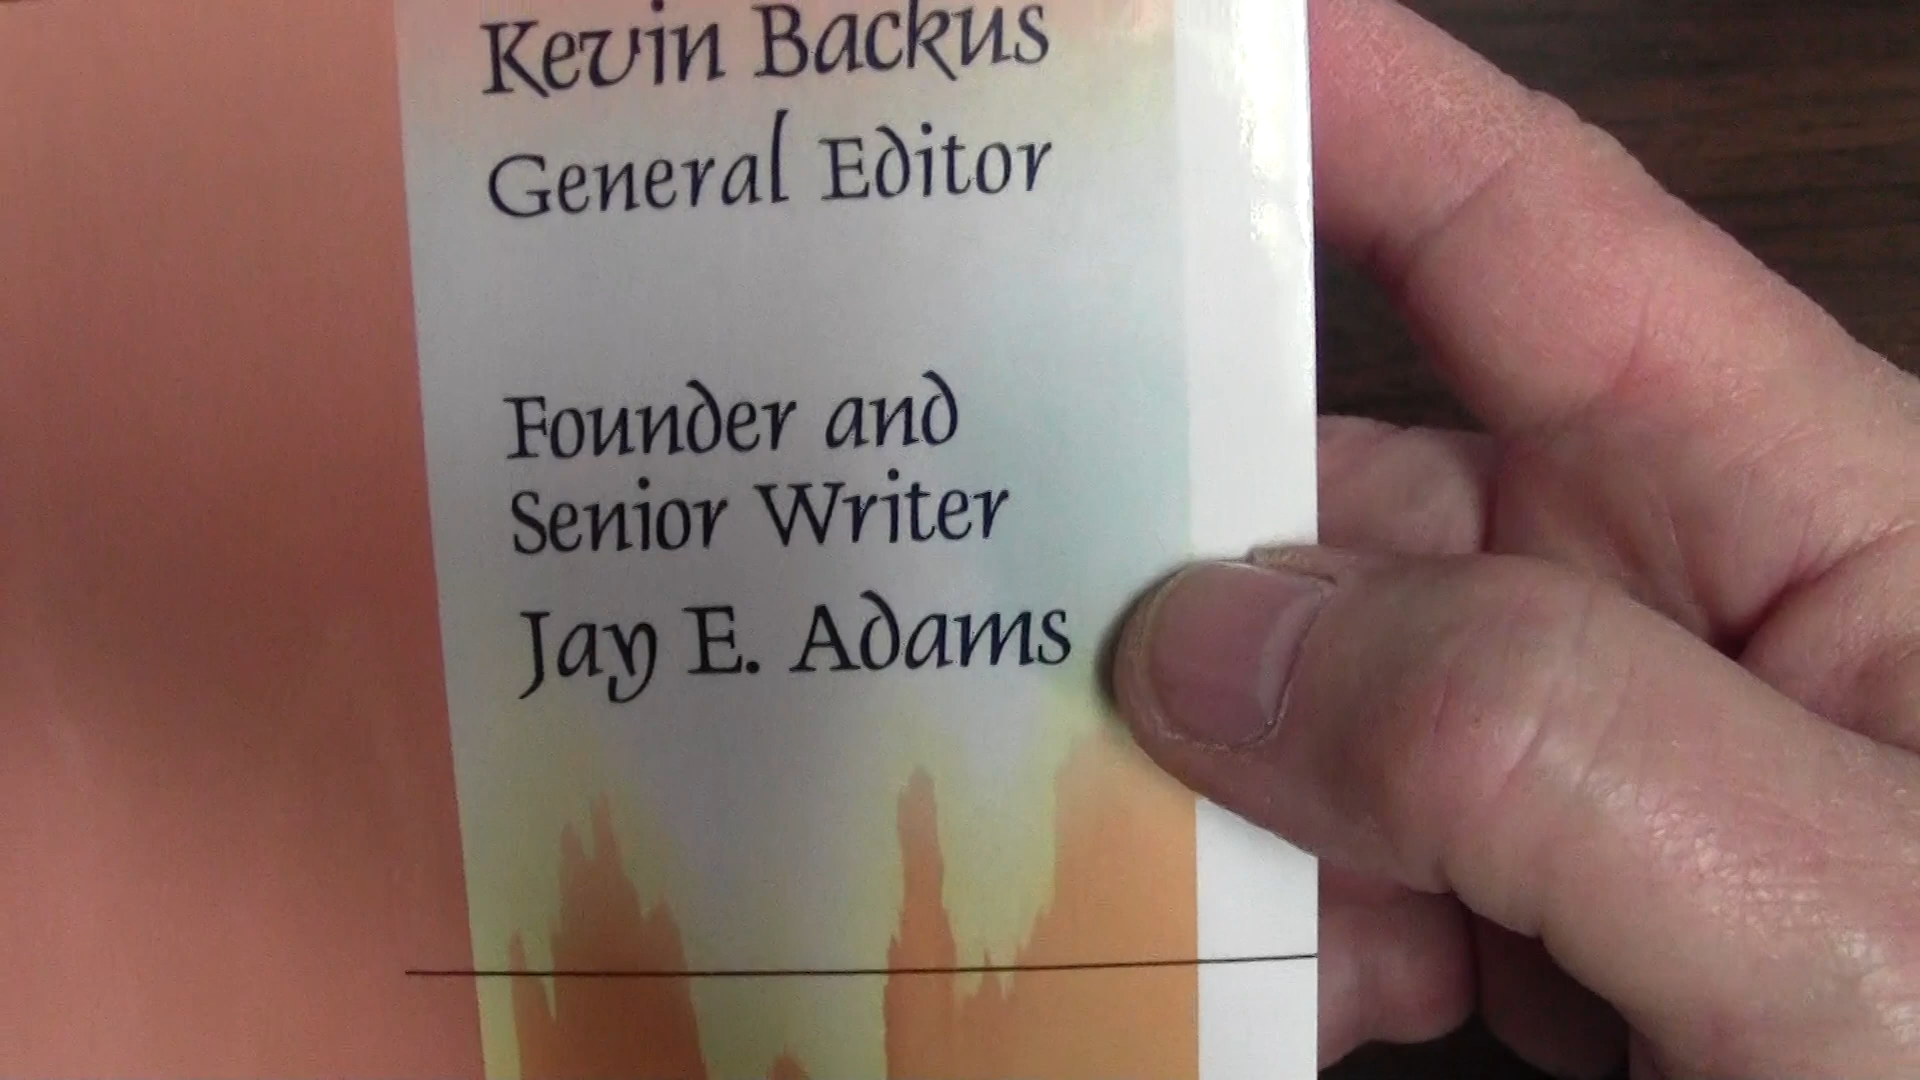 Kevin Backus
General Editor
Founder and
Senior Writer
Jay E. Adams